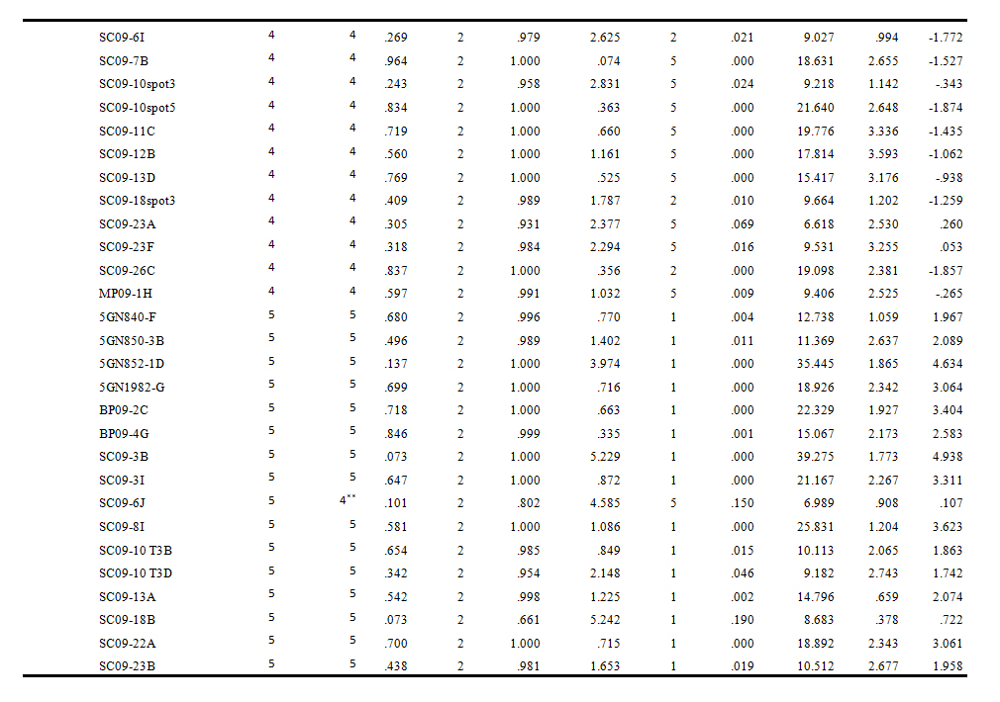 SC09-6I 4 4 .269 2 .979 2.625 2 .021 9.027 .994 -1.772
SC09-7B 4 4 .964 2 1.000 .074 5 .000 18.631 2.655 -1.527
SC09-10spot3 4 4 .243 2 .958 2.831 5 .024 9.218 1.142 -.343
SC09-10spot5 4 4 .834 2 1.000 .363 5 .000 21.640 2.648 -1.874
SC09-11C 4 4 .719 2 1.000 .660 5 .000 19.776 3.336 -1.435
SC09-12B 4 4 .560 2 1.000 1.161 5 .000 17.814 3.593 -1.062
SC09-13D 4 4 .769 2 1.000 .525 5 .000 15.417 3.176 -.938
SC09-18spot3 4 4 .409 2 .989 1.787 2 .010 9.664 1.202 -1.259
SC09-23A 4 4 .305 2 .931 2.377 5 .069 6.618 2.530 .260
SC09-23F 4 4 .318 2 .984 2.294 5 .016 9.531 3.255 .053
SC09-26C 4 4 .837 2 1.000 .356 2 .000 19.098 2.381 -1.857
MP09-1H 4 4 .597 2 .991 1.032 5 .009 9.406 2.525 -.265
5GN840-F 5 5 .680 2 .996 .770 1 .004 12.738 1.059 1.967
5GN850-3B 5 5 .496 2 .989 1.402 1 .011 11.369 2.637 2.089
5GN852-1D 5 5 .137 2 1.000 3.974 1 .000 35.445 1.865 4.634
5GN1982-G 5 5 .699 2 1.000 .716 1 .000 18.926 2.342 3.064
BP09-2C 5 5 .718 2 1.000 .663 1 .000 22.329 1.927 3.404
BP09-4G 5 5 .846 2 .999 .335 1 .001 15.067 2.173 2.583
SC09-3B 5 5 .073 2 1.000 5.229 1 .000 39.275 1.773 4.938
SC09-3I 5 5 .647 2 1.000 .872 1 .000 21.167 2.267 3.311
SC09-6J 5 4** .101 2 .802 4.585 5 .150 6.989 .908 .107
SC09-8I 5 5 .581 2 1.000 1.086 1 .000 25.831 1.204 3.623
SC09-10 T3B 5 5 .654 2 .985 .849 1 .015 10.113 2.065 1.863
SC09-10 T3D 5 5 .342 2 .954 2.148 1 .046 9.182 2.743 1.742
SC09-13A 5 5 .542 2 .998 1.225 1 .002 14.796 .659 2.074
SC09-18B 5 5 .073 2 .661 5.242 1 .190 8.683 .378 .722
SC09-22A 5 5 .700 2 1.000 .715 1 .000 18.892 2.343 3.061
SC09-23B 5 5 .438 2 .981 1.653 1 .019 10.512 2.677 1.958